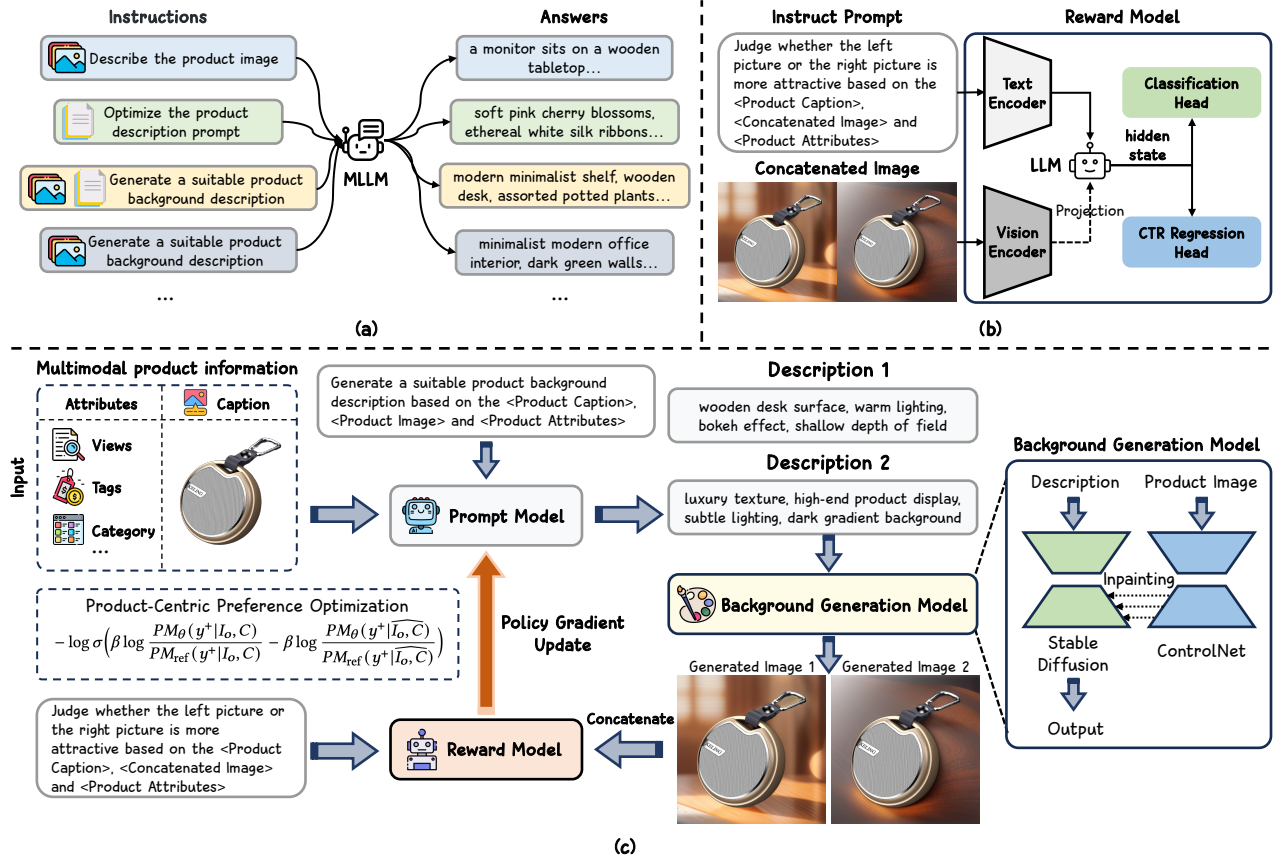 Instructions
Answers
Describe the product image
Optimize the product
description prompt
Generate a suitable product
background description
Generate a suitable product
background description
...
MLLM
a monitor sits on a wooden
tabletop...
soft pink cherry blossoms,
ethereal white silk ribbons...
modern minimalist shelf, wooden
desk, assorted potted plants...
minimalist modern office
interior, dark green walls...
...
(a)
Instruct Prompt
Judge whether the left
picture or the right picture is
more attractive based on the
<Product Caption>,
<Concatenated Image> and
<Product Attributes>
Concatenated Image
Reward Model
Text
Encoder
Vision
Encoder
LLM
Projection
hidden
state
Classification
Head
CTR Regression
Head
(b)
Multimodal product information
Input
Attributes
Caption
Views
Tags
Category
...
Generate a suitable product background
description based on the <Product Caption>,
<Product Image> and <Product Attributes>
Prompt Model
Description 1
wooden desk surface, warm lighting,
bokeh effect, shallow depth of field
Description 2
luxury texture, high-end product display,
subtle lighting, dark gradient background
Background Generation Model
Generated Image 1
Generated Image 2
Background Generation Model
Description
Product Image
Inpainting
Stable
Diffusion
ControlNet
Output
Product-Centric Preference Optimization
− log σ(β log PM_θ(y⁺|I_o, C) / PM_ref(y⁺|I_o, C) − β log PM_θ(y⁺|\widehat{I_o, C}) / PM_ref(y⁺|\widehat{I_o, C}))
Policy Gradient
Update
Judge whether the left picture or
the right picture is more
attractive based on the <Product
Caption>, <Concatenated Image>
and <Product Attributes>
Reward Model
Concatenate
(c)